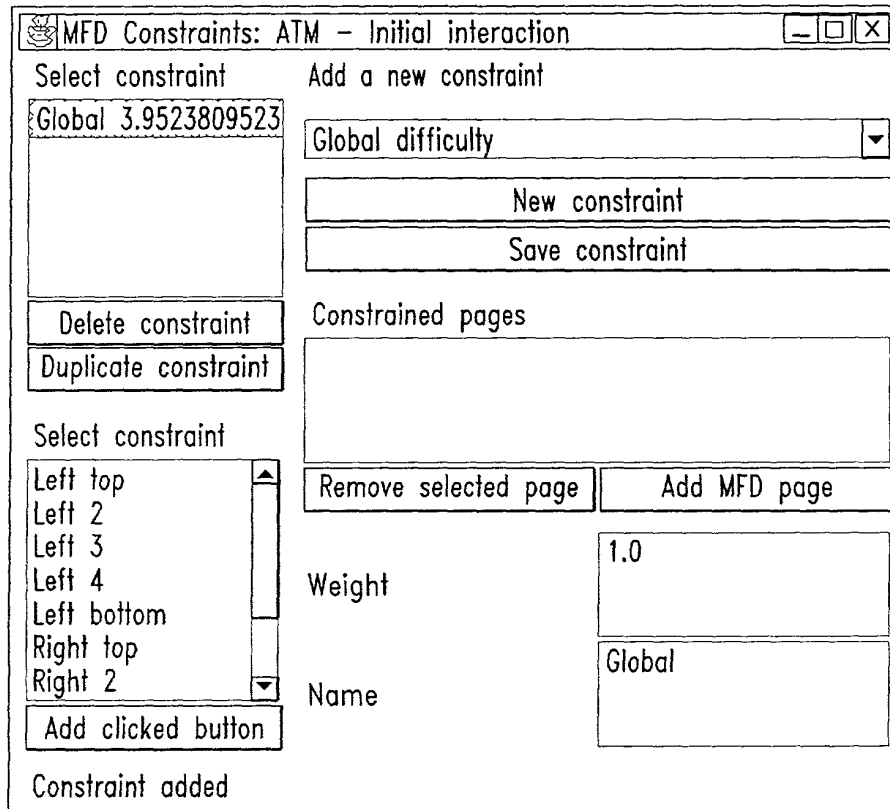 MFD Constraints: ATM – Initial interaction
Select constraint
Global 3.9523809523
Delete constraint
Duplicate constraint
Select constraint
Left top
Left 2
Left 3
Left 4
Left bottom
Right top
Right 2
Add clicked button
Constraint added
Add a new constraint
Global difficulty
New constraint
Save constraint
Constrained pages
Remove selected page
Add MFD page
Weight
1.0
Name
Global